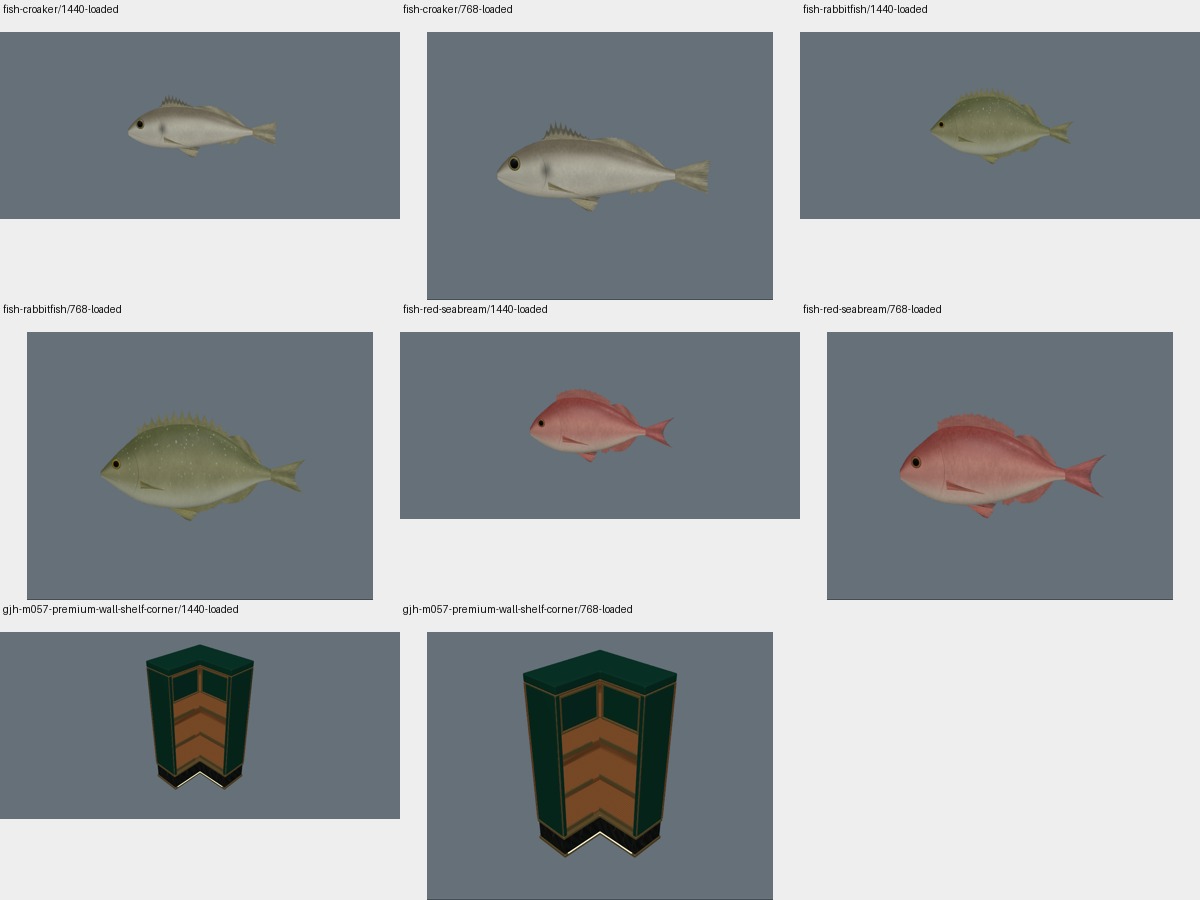 fish-croaker/1440-loaded
fish-croaker/768-loaded
fish-rabbitfish/1440-loaded
fish-rabbitfish/768-loaded
fish-red-seabream/1440-loaded
fish-red-seabream/768-loaded
gjh-m057-premium-wall-shelf-corner/1440-loaded
gjh-m057-premium-wall-shelf-corner/768-loaded